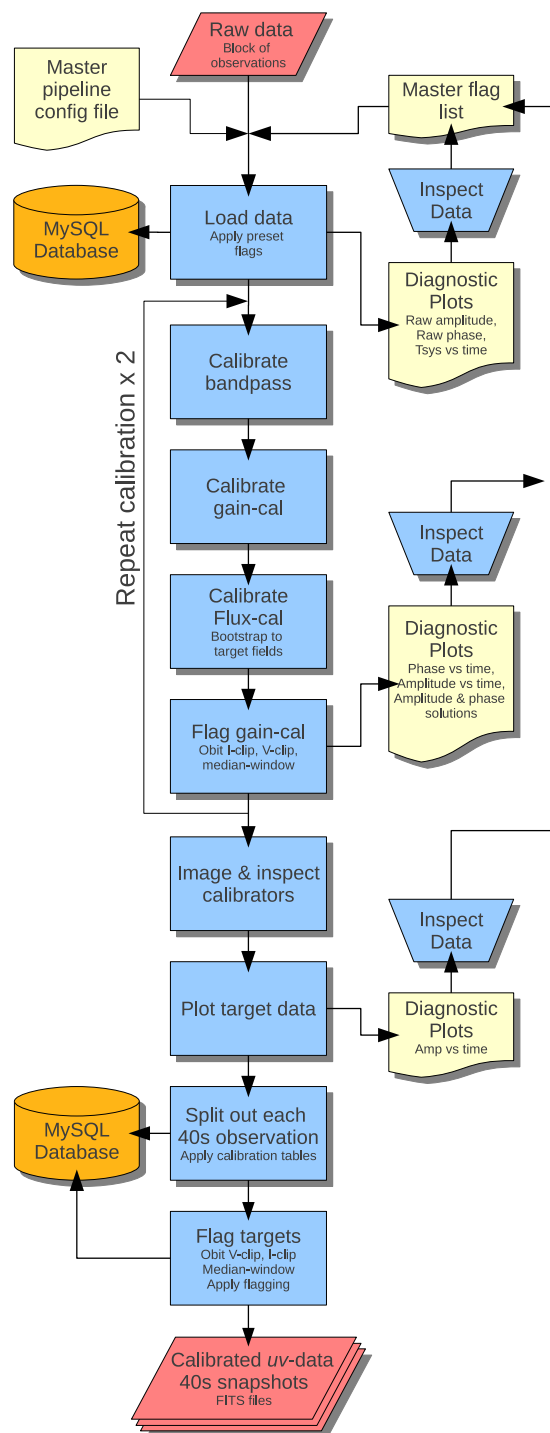 Raw data
Block of
observations
Master
pipeline
config file
Master flag
list
Inspect
Data
MySQL
Database
Load data
Apply preset
flags
Diagnostic
Plots
Raw amplitude,
Raw phase,
Tsys vs time
Repeat calibration x 2
Calibrate
bandpass
Calibrate
gain-cal
Inspect
Data
Calibrate
Flux-cal
Bootstrap to
target fields
Diagnostic
Plots
Phase vs time,
Amplitude vs time,
Amplitude & phase
solutions
Flag gain-cal
Obit I-clip, V-clip,
median-window
Image & inspect
calibrators
Inspect
Data
Plot target data
Diagnostic
Plots
Amp vs time
MySQL
Database
Split out each
40s observation
Apply calibration tables
Flag targets
Obit V-clip, I-clip
Median-window
Apply flagging
Calibrated uv-data
40s snapshots
FITS files